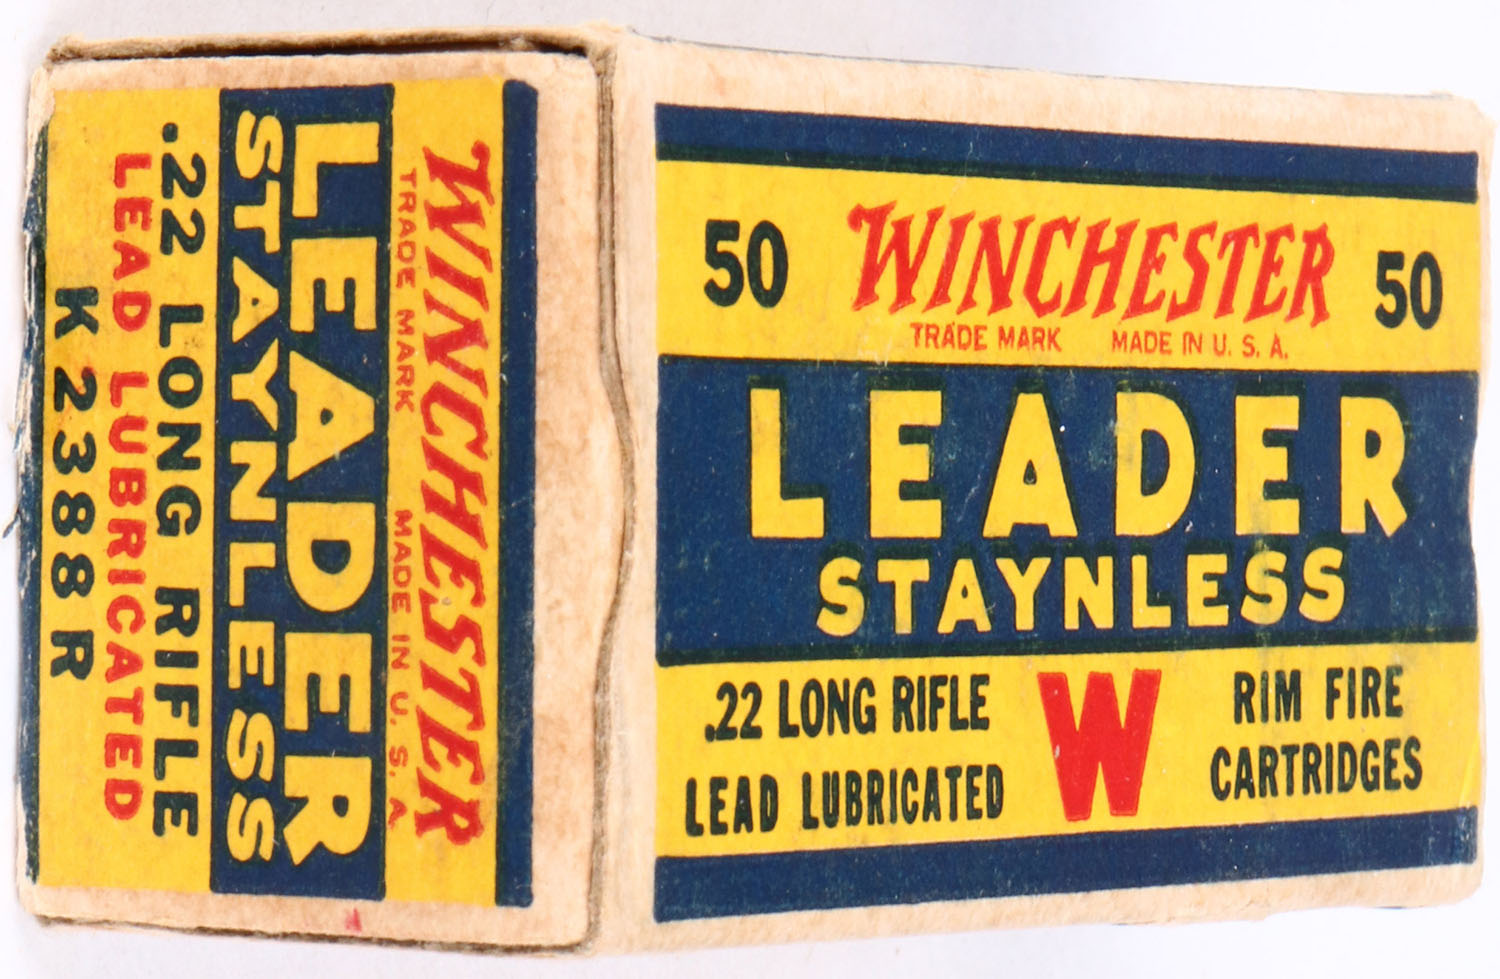 WINCHESTER
TRADE MARK MADE IN U. S. A.
LEADER
STAYNLESS
.22 LONG RIFLE
LEAD LUBRICATED
K 2388 R
50 WINCHESTER 50
TRADE MARK MADE IN U. S. A.
LEADER
STAYNLESS
.22 LONG RIFLE W RIM FIRE
LEAD LUBRICATED CARTRIDGES